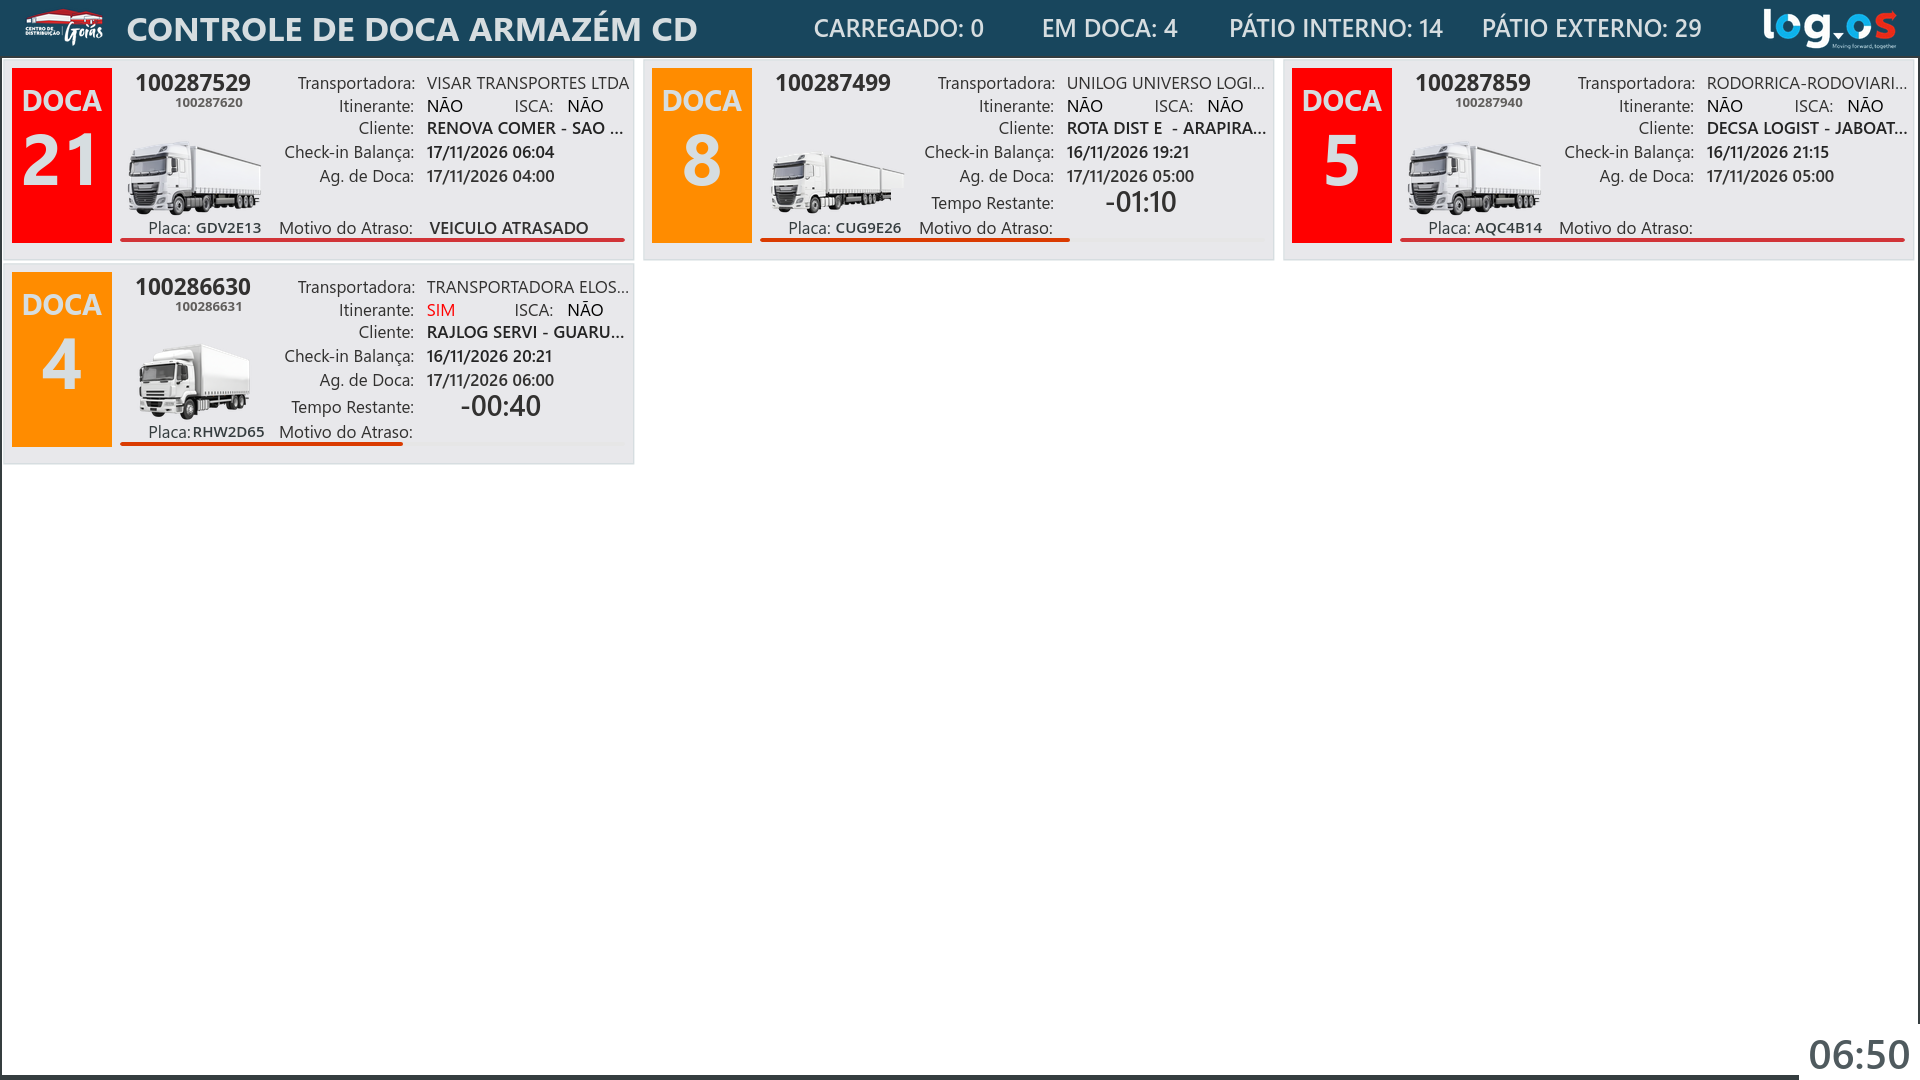 CENTRO DE DISTRIBUIÇÃO Goiás
CONTROLE DE DOCA ARMAZÉM CD
CARREGADO: 0
EM DOCA: 4
PÁTIO INTERNO: 14
PÁTIO EXTERNO: 29
log.os
Moving forward, together
DOCA
21
100287529
100287620
Transportadora: VISAR TRANSPORTES LTDA
Itinerante: NÃO ISCA: NÃO
Cliente: RENOVA COMER - SAO ...
Check-in Balança: 17/11/2026 06:04
Ag. de Doca: 17/11/2026 04:00
Placa: GDV2E13 Motivo do Atraso: VEICULO ATRASADO
DOCA
8
100287499
Transportadora: UNILOG UNIVERSO LOGI...
Itinerante: NÃO ISCA: NÃO
Cliente: ROTA DIST E - ARAPIRA...
Check-in Balança: 16/11/2026 19:21
Ag. de Doca: 17/11/2026 05:00
Tempo Restante: -01:10
Placa: CUG9E26 Motivo do Atraso:
DOCA
5
100287859
100287940
Transportadora: RODORRICA-RODOVIARI...
Itinerante: NÃO ISCA: NÃO
Cliente: DECSA LOGIST - JABOAT...
Check-in Balança: 16/11/2026 21:15
Ag. de Doca: 17/11/2026 05:00
Placa: AQC4B14 Motivo do Atraso:
DOCA
4
100286630
100286631
Transportadora: TRANSPORTADORA ELOS...
Itinerante: SIM ISCA: NÃO
Cliente: RAJLOG SERVI - GUARU...
Check-in Balança: 16/11/2026 20:21
Ag. de Doca: 17/11/2026 06:00
Tempo Restante: -00:40
Placa: RHW2D65 Motivo do Atraso:
06:50